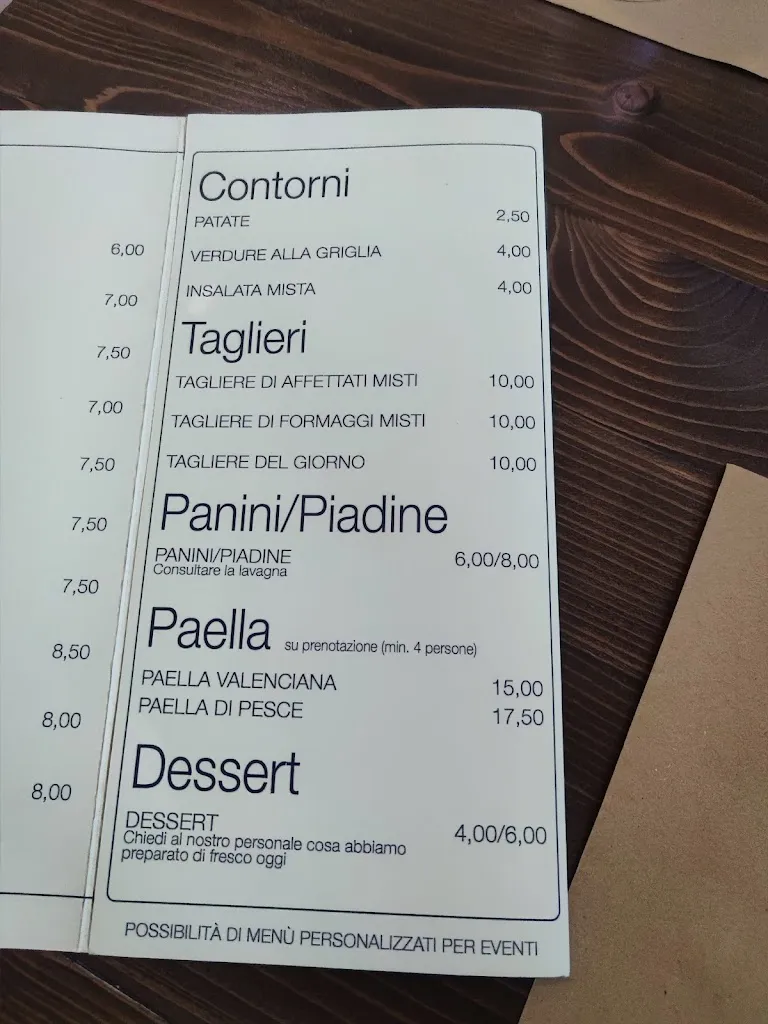 6,00
7,00
7,50
7,00
7,50
7,50
7,50
8,50
8,00
8,00
Contorni
PATATE 2,50
VERDURE ALLA GRIGLIA 4,00
INSALATA MISTA 4,00
Taglieri
TAGLIERE DI AFFETTATI MISTI 10,00
TAGLIERE DI FORMAGGI MISTI 10,00
TAGLIERE DEL GIORNO 10,00
Panini/Piadine
PANINI/PIADINE 6,00/8,00
Consultare la lavagna
Paella su prenotazione (min. 4 persone)
PAELLA VALENCIANA 15,00
PAELLA DI PESCE 17,50
Dessert
DESSERT 4,00/6,00
Chiedi al nostro personale cosa abbiamo
preparato di fresco oggi
POSSIBILITÀ DI MENÙ PERSONALIZZATI PER EVENTI